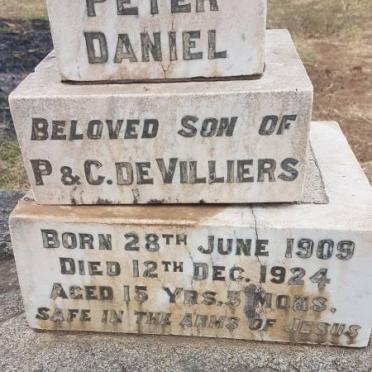 PETER
DANIEL
BELOVED SON OF
P & C. DE VILLIERS
BORN 28TH JUNE 1909
DIED 12TH DEC. 1924
AGED 15 YRS. 5 MONS.
SAFE IN THE ARMS OF JESUS